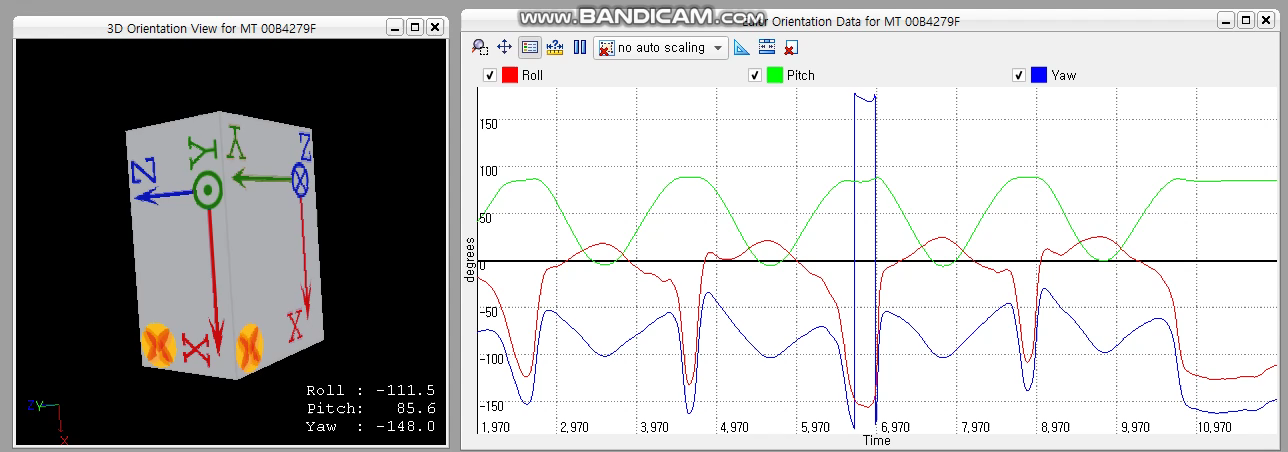 3D Orientation View for MT 00B4279F
Z
Y
Y
Z
X
X
Roll : -111.5
Pitch: 85.6
Yaw : -148.0
ZY
X
www.BANDICAM.com
Euler Orientation Data for MT 00B4279F
no auto scaling
Roll
Pitch
Yaw
150
100
50
0
-50
-100
-150
degrees
1,970
2,970
3,970
4,970
5,970
6,970
7,970
8,970
9,970
10,970
Time